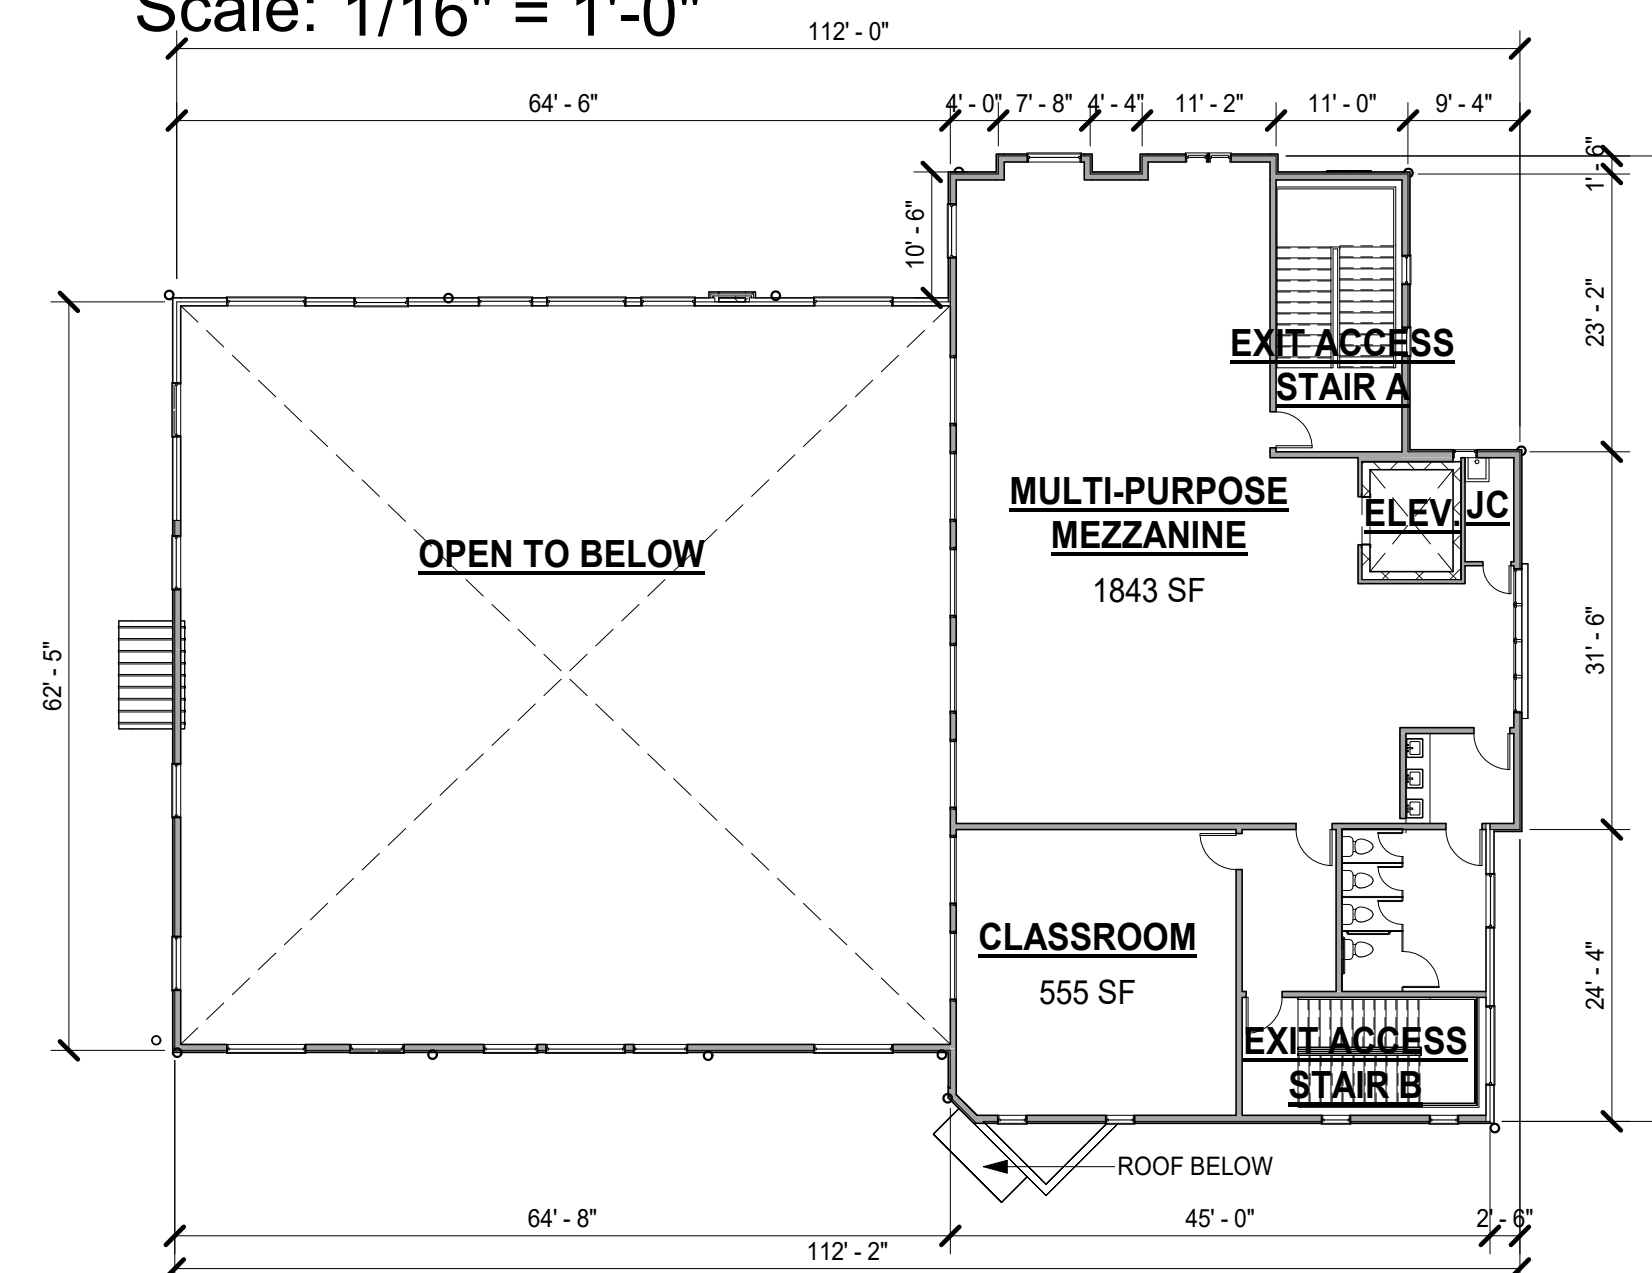 Scale: 1/16" = 1'-0"
112' - 0"
64' - 6"
4' - 0"
7' - 8"
4' - 4"
11' - 2"
11' - 0"
9' - 4"
1' - 6"
10' - 6"
23' - 2"
EXIT ACCESS
STAIR A
MULTI-PURPOSE
MEZZANINE
1843 SF
ELEV.
JC
OPEN TO BELOW
62' - 5"
31' - 6"
CLASSROOM
555 SF
24' - 4"
EXIT ACCESS
STAIR B
ROOF BELOW
64' - 8"
45' - 0"
2' - 6"
112' - 2"